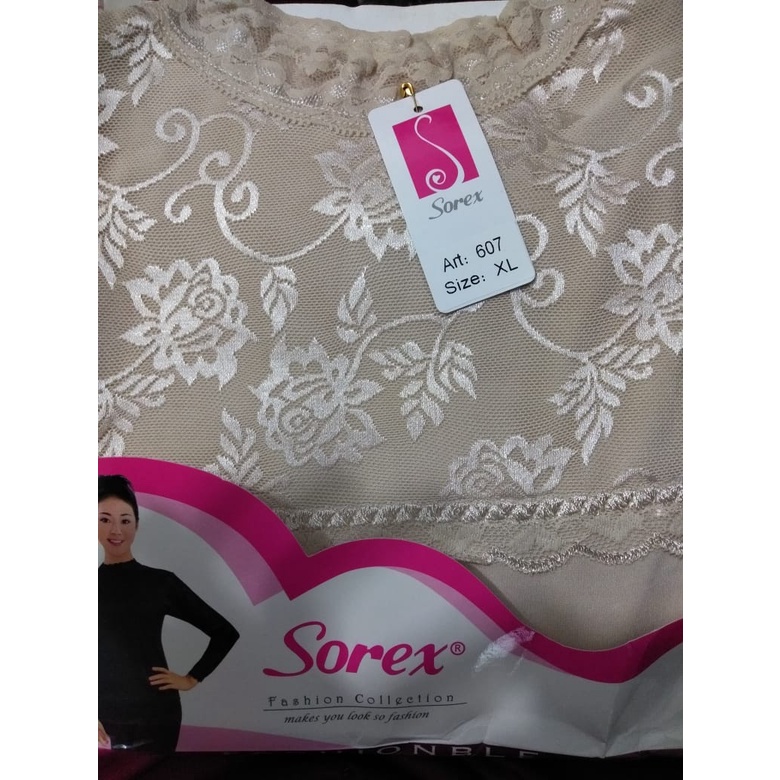 Sorex
Art: 607
Size: XL
Sorex®
Fashion Collection
makes you look so fashion